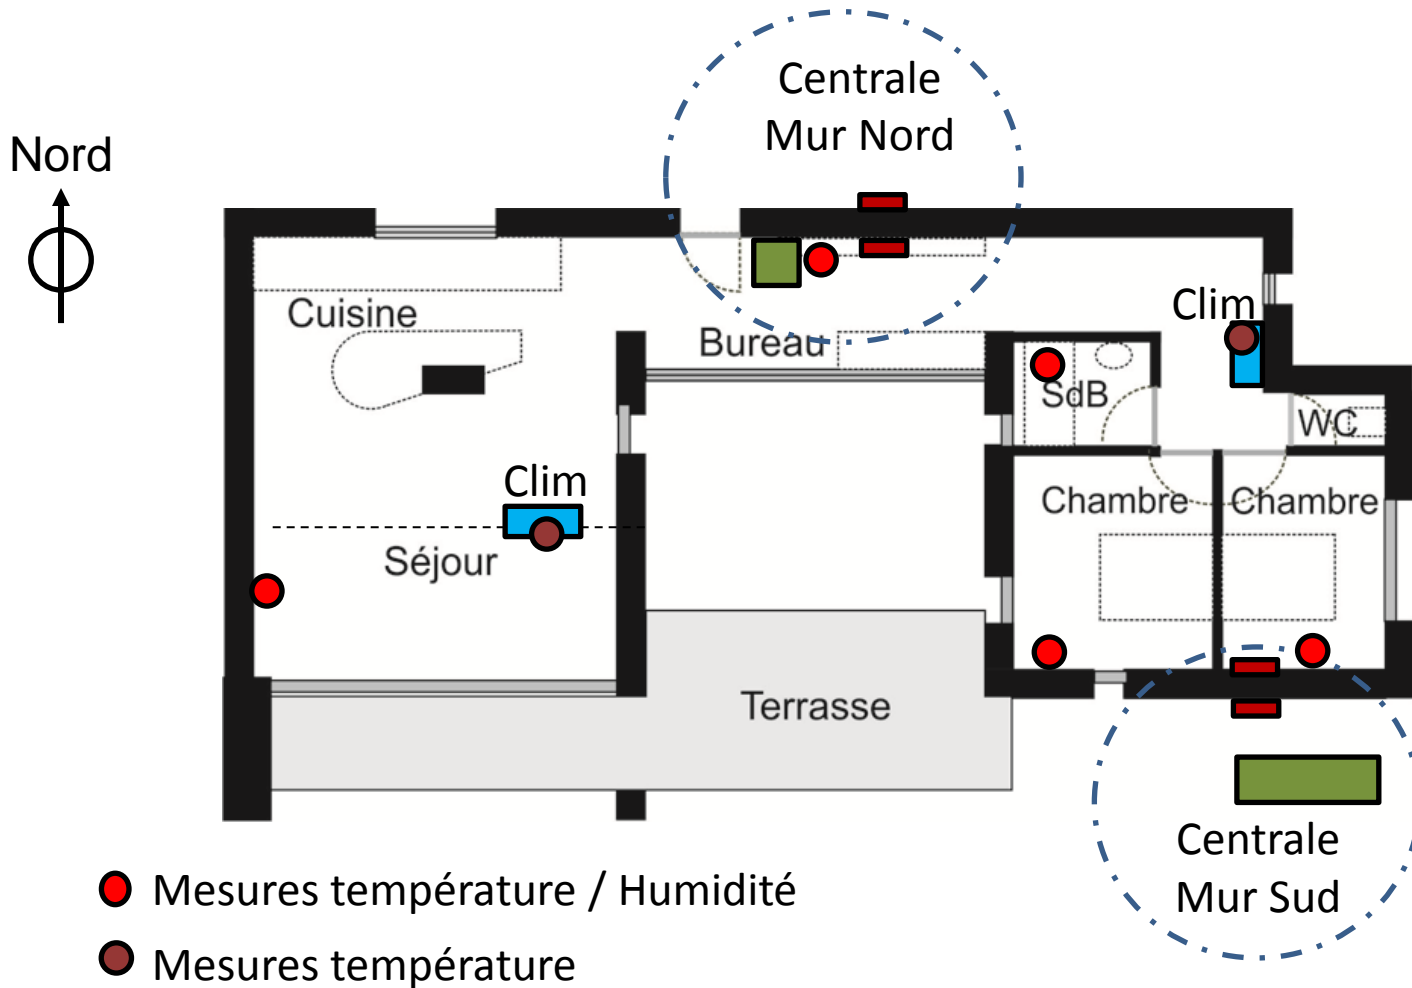 Centrale
Mur Nord
Nord
Clim
Cuisine
Bureau
SdB
WC
Clim
Chambre
Chambre
Séjour
Terrasse
Centrale
Mur Sud
Mesures température / Humidité
Mesures température